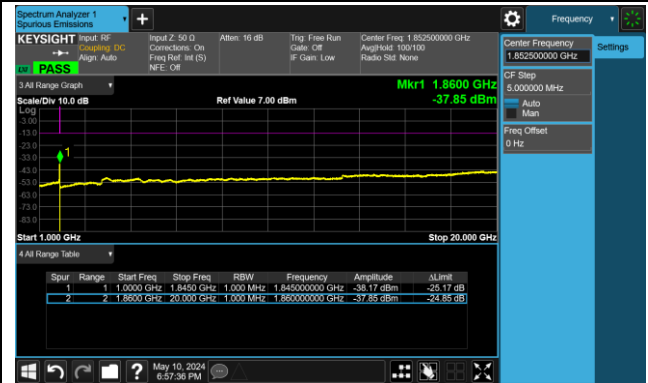 Spectrum Analyzer 1
Spurious Emissions
+
Frequency
KEYSIGHT
Input: RF
Coupling: DC
Align: Auto
Input Z: 50 Ω
Corrections: On
Freq Ref: Int (S)
NFE: Off
Atten: 16 dB
Trig: Free Run
Gate: Off
IF Gain: Low
Center Freq: 1.852500000 GHz
Avg|Hold: 100/100
Radio Std: None
PASS
Center Frequency
1.852500000 GHz
Settings
CF Step
5.000000 MHz
Auto
Man
Freq Offset
0 Hz
3 All Range Graph
Mkr1 1.8600 GHz
Scale/Div 10.0 dB
Ref Value 7.00 dBm
-37.85 dBm
Log
-3.00
-13.0
-23.0
-33.0
-43.0
-53.0
-63.0
-73.0
-83.0
1
Start 1.000 GHz
Stop 20.000 GHz
4 All Range Table
Spur Range Start Freq Stop Freq RBW Frequency Amplitude ΔLimit
1 1 1.0000 GHz 1.8450 GHz 1.000 MHz 1.845000000 GHz -38.17 dBm -25.17 dB
2 2 1.8600 GHz 20.000 GHz 1.000 MHz 1.860000000 GHz -37.85 dBm -24.85 dB
?
May 10, 2024
6:57:36 PM